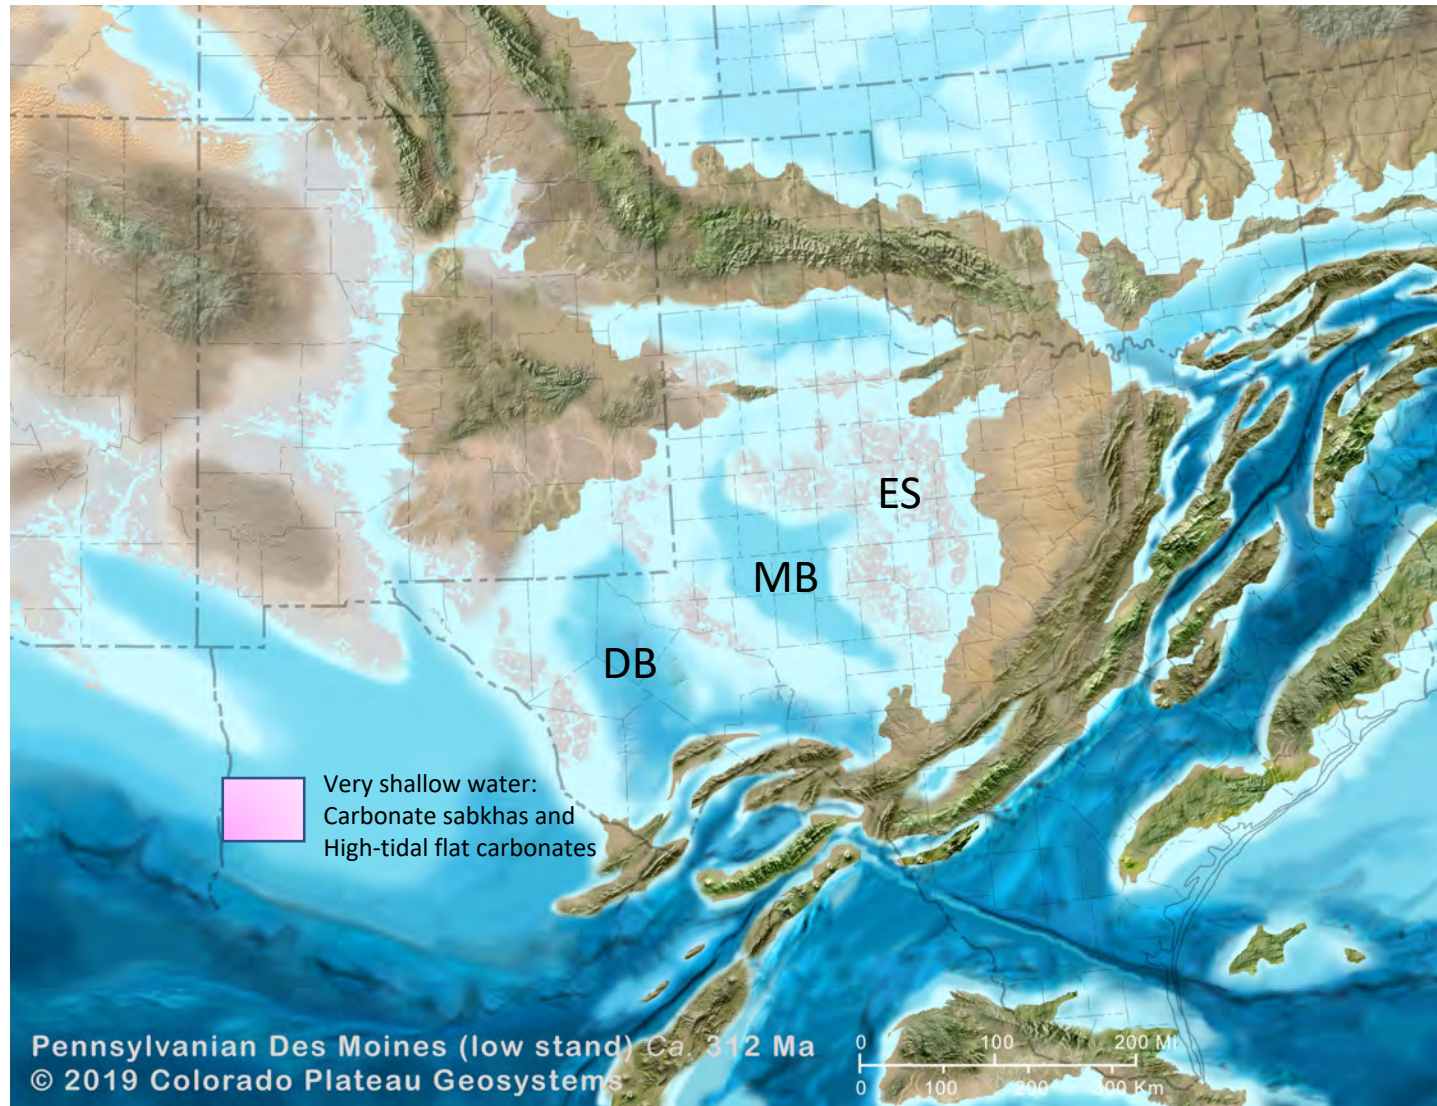 ES
MB
DB
Very shallow water:
Carbonate sabkhas and
High-tidal flat carbonates
Pennsylvanian Des Moines (low stand) Ca. 312 Ma
© 2019 Colorado Plateau Geosystems
0 100 200 MI
0 100 200 300 Km